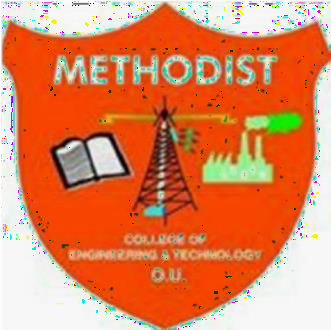 METHODIST
COLLEGE OF
ENGINEERING & TECHNOLOGY
O.U.